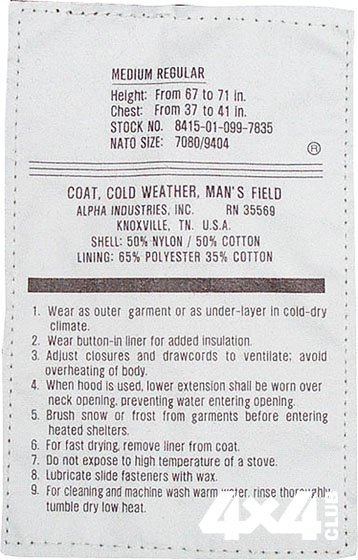 MEDIUM REGULAR
Height: From 67 to 71 in.
Chest: From 37 to 41 in.
STOCK NO. 8415-01-099-7835
NATO SIZE: 7080/9404
®
COAT, COLD WEATHER, MAN'S FIELD
ALPHA INDUSTRIES, INC. RN 35569
KNOXVILLE, TN. U.S.A.
SHELL: 50% NYLON / 50% COTTON
LINING: 65% POLYESTER 35% COTTON
1. Wear as outer garment or as under-layer in cold-dry
climate.
2. Wear button-in liner for added insulation.
3. Adjust closures and drawcords to ventilate; avoid
overheating of body.
4. When hood is used, lower extension shall be worn over
neck opening, preventing water entering opening.
5. Brush snow or frost from garments before entering
heated shelters.
6. For fast drying, remove liner from coat.
7. Do not expose to high temperature of a stove.
8. Lubricate slide fasteners with wax.
9. For cleaning and machine wash warm water, rinse thoroughly
tumble dry low heat.
4x4
CLUB